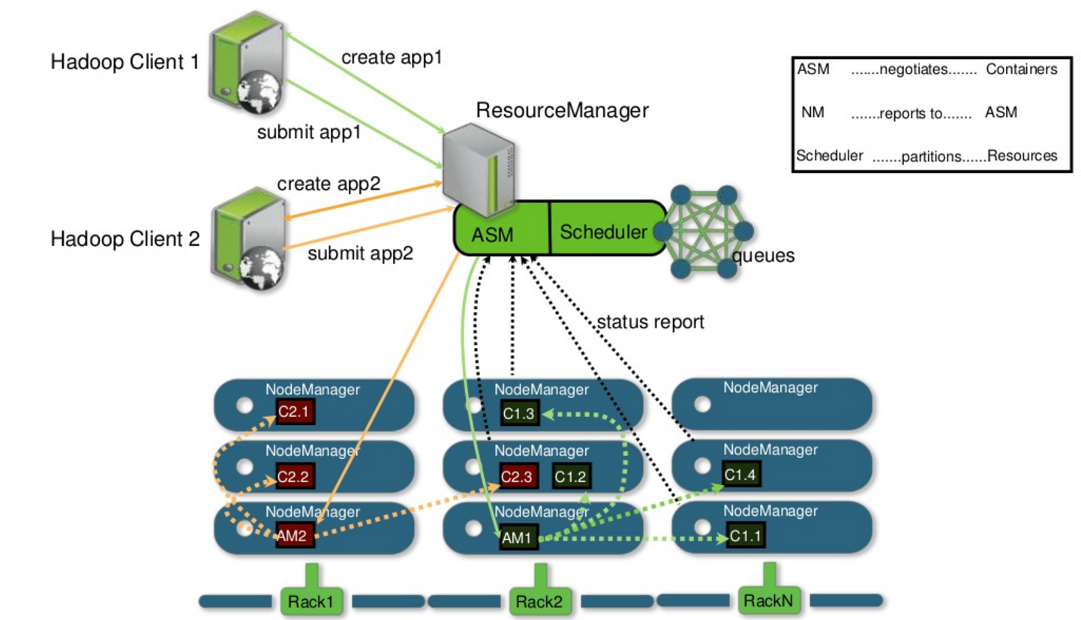 Hadoop Client 1
create app1
submit app1
ResourceManager
ASM .......negotiates....... Containers
NM .......reports to....... ASM
Scheduler .......partitions......Resources
Hadoop Client 2
create app2
submit app2
ASM
Scheduler
queues
status report
NodeManager
C2.1
NodeManager
C1.3
NodeManager
NodeManager
C2.2
NodeManager
C2.3
C1.2
NodeManager
C1.4
NodeManager
AM2
NodeManager
AM1
NodeManager
C1.1
Rack1
Rack2
RackN